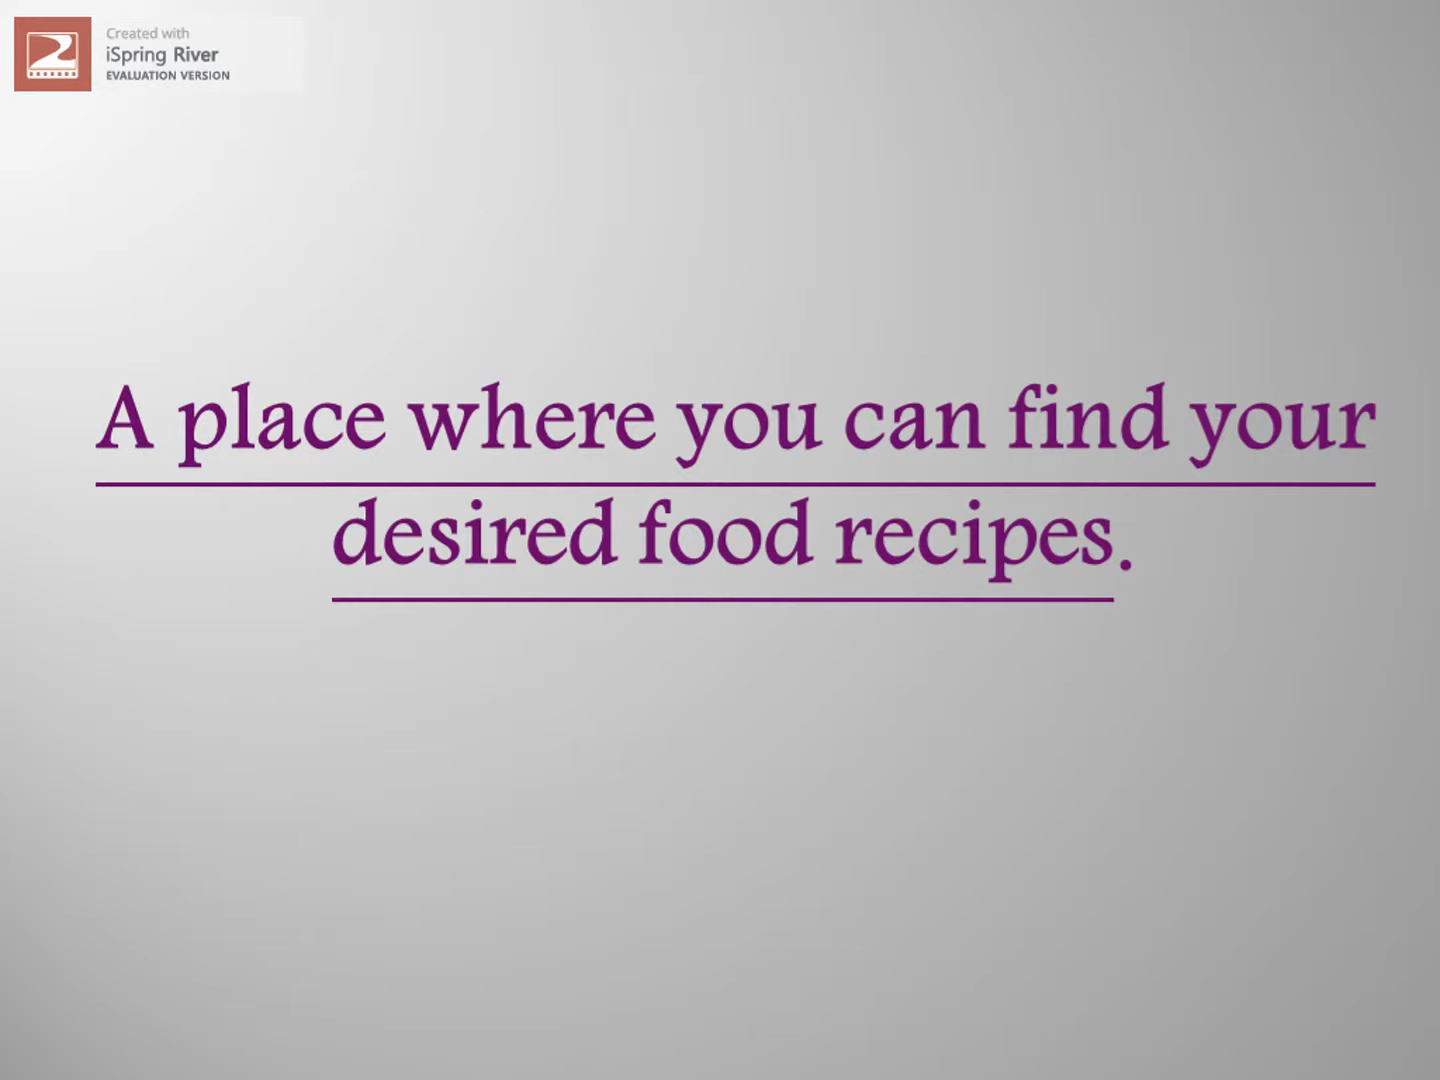 Created with
iSpring River
EVALUATION VERSION
A place where you can find your
desired food recipes.